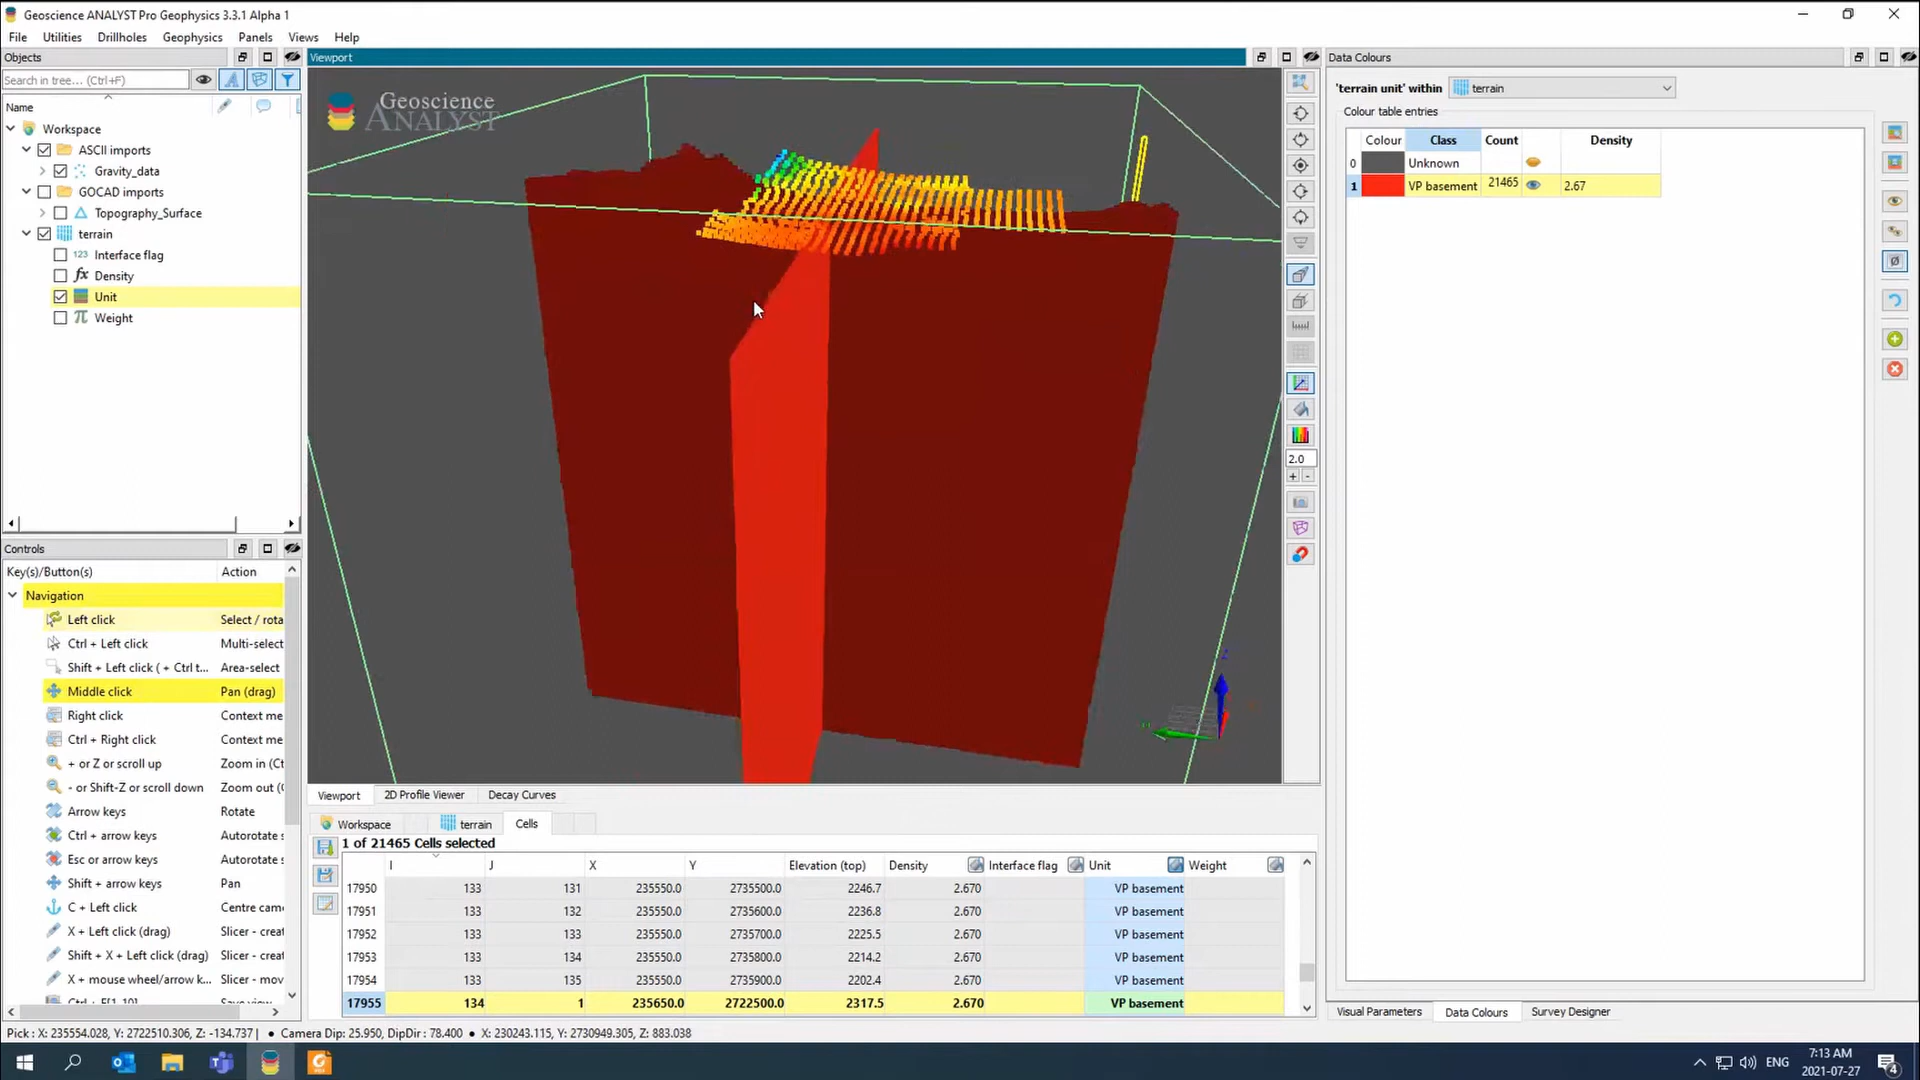 Geoscience ANALYST Pro Geophysics 3.3.1 Alpha 1
File Utilities Drillholes Geophysics Panels Views Help
Objects
Search in tree... (Ctrl+F)
Name
Workspace
ASCII imports
Gravity_data
GOCAD imports
Topography_Surface
terrain
123 Interface flag
fx Density
Unit
π Weight
Controls
Key(s)/Button(s) Action
Navigation
Left click Select / rota
Ctrl + Left click Multi-select
Shift + Left click ( + Ctrl t... Area-select
Middle click Pan (drag)
Right click Context me
Ctrl + Right click Context me
+ or Z or scroll up Zoom in (Ct
- or Shift-Z or scroll down Zoom out (
Arrow keys Rotate
Ctrl + arrow keys Autorotate s
Esc or arrow keys Autorotate s
Shift + arrow keys Pan
C + Left click Centre cam
X + Left click (drag) Slicer - creat
Shift + X + Left click (drag) Slicer - creat
X + mouse wheel/arrow k... Slicer - mov
Viewport
Geoscience
ANALYST
2.0
+ -
Viewport 2D Profile Viewer Decay Curves
Workspace terrain Cells
1 of 21465 Cells selected
I J X Y Elevation (top) Density Interface flag Unit Weight
17950 133 131 235550.0 2735500.0 2246.7 2.670 VP basement
17951 133 132 235550.0 2735600.0 2236.8 2.670 VP basement
17952 133 133 235550.0 2735700.0 2225.5 2.670 VP basement
17953 133 134 235550.0 2735800.0 2214.2 2.670 VP basement
17954 133 135 235550.0 2735900.0 2202.4 2.670 VP basement
17955 134 1 235650.0 2722500.0 2317.5 2.670 VP basement
Data Colours
'terrain unit' within terrain
Colour table entries
Colour Class Count Density
0 Unknown
1 VP basement 21465 2.67
Visual Parameters Data Colours Survey Designer
Pick : X: 235554.028, Y: 2722510.306, Z: -134.737 | • Camera Dip: 25.950, DipDir : 78.400 • X: 230243.115, Y: 2730949.305, Z: 883.038
ENG
7:13 AM
2021-07-27
4